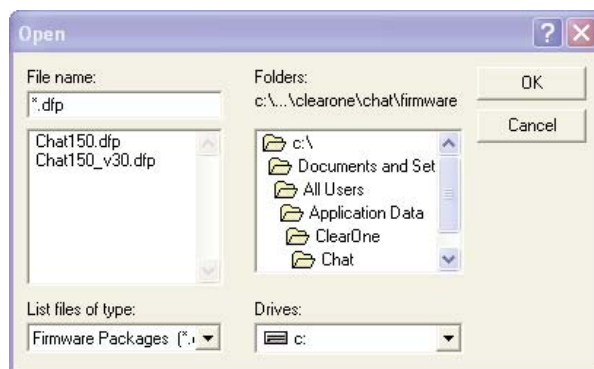 Open
File name:
*.dfp
Chat150.dfp
Chat150_v30.dfp
List files of type:
Firmware Packages (*.
Folders:
c:\...\clearone\chat\firmware
c:\
Documents and Set
All Users
Application Data
ClearOne
Chat
Drives:
c:
OK
Cancel